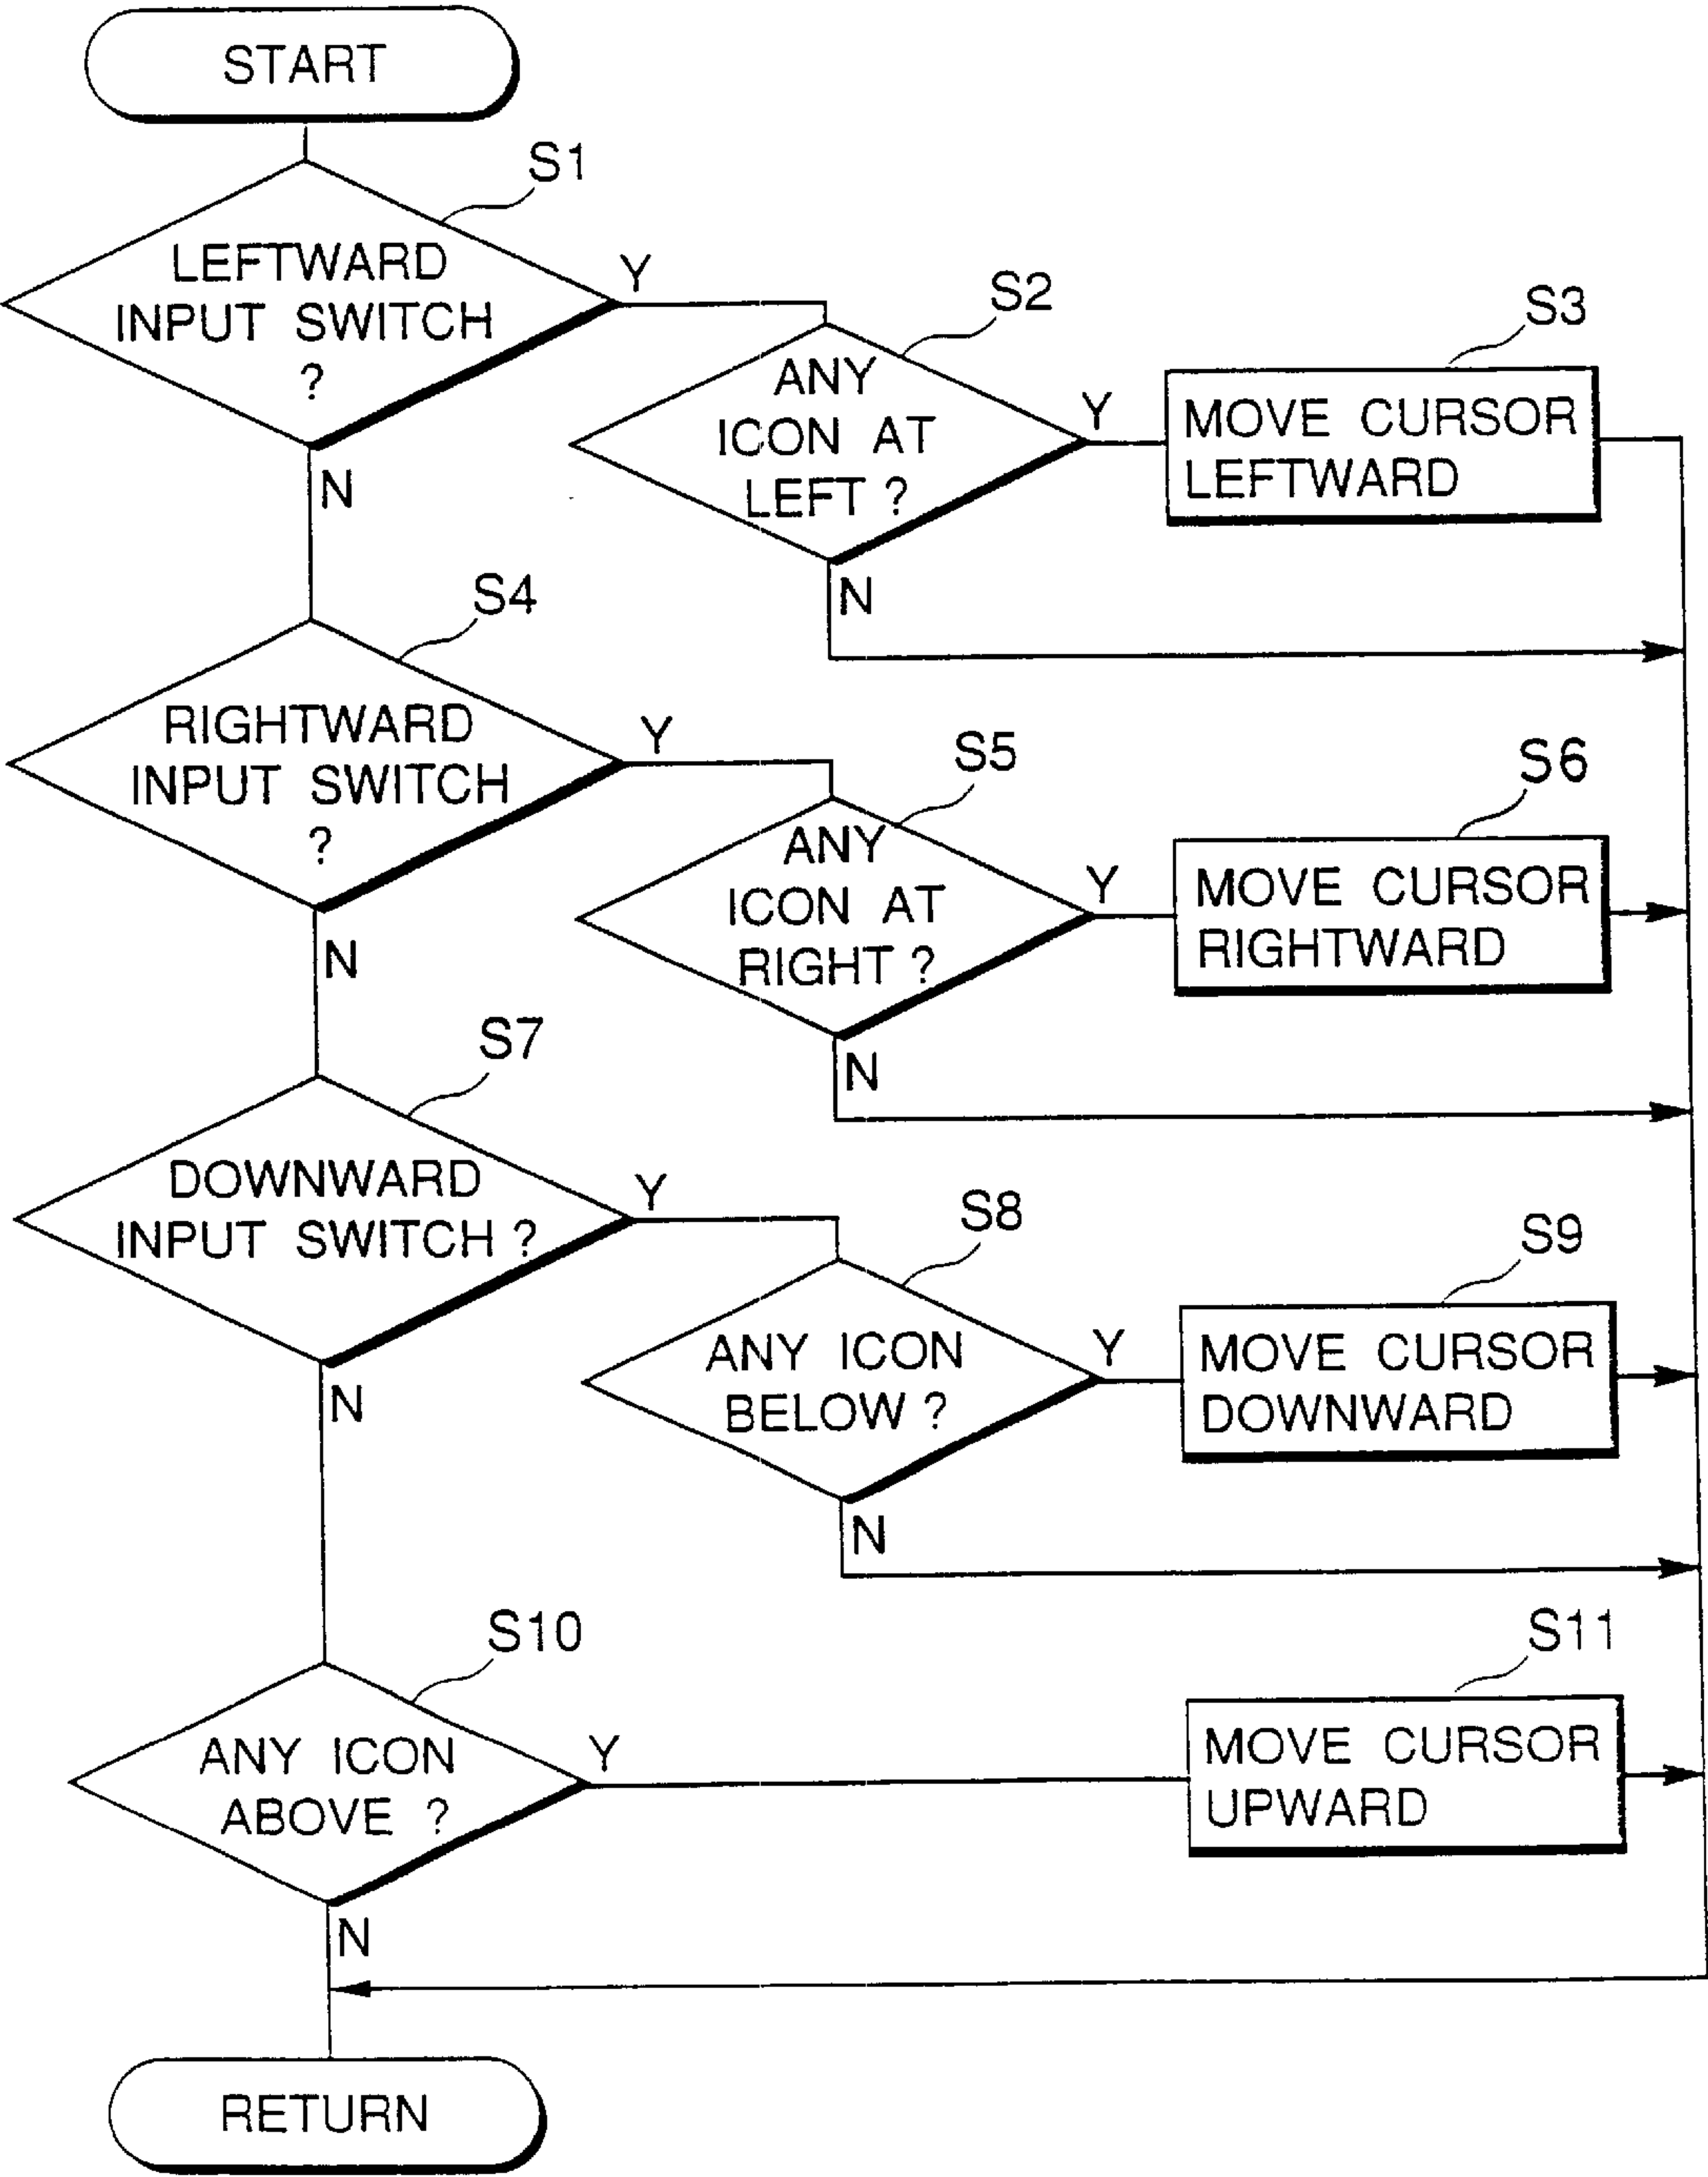 START
S1
LEFTWARD
INPUT SWITCH
?
Y
N
S2
ANY
ICON AT
LEFT ?
Y
N
S3
MOVE CURSOR
LEFTWARD
S4
RIGHTWARD
INPUT SWITCH
?
Y
N
S5
ANY
ICON AT
RIGHT ?
Y
N
S6
MOVE CURSOR
RIGHTWARD
S7
DOWNWARD
INPUT SWITCH ?
Y
N
S8
ANY ICON
BELOW ?
Y
N
S9
MOVE CURSOR
DOWNWARD
S10
ANY ICON
ABOVE ?
Y
N
S11
MOVE CURSOR
UPWARD
RETURN